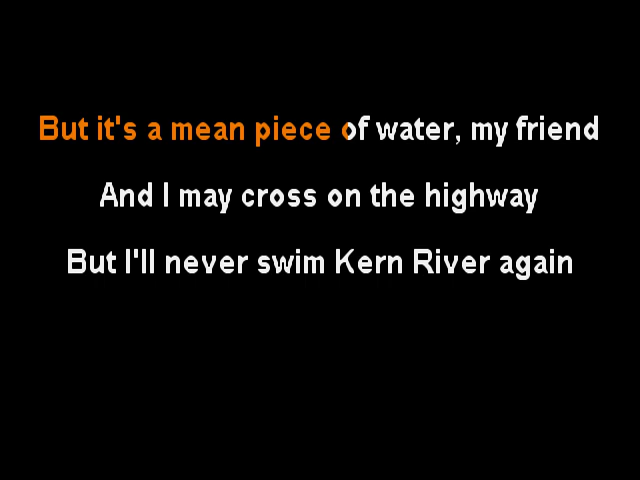 But it's a mean piece of water, my friend
And I may cross on the highway
But I'll never swim Kern River again